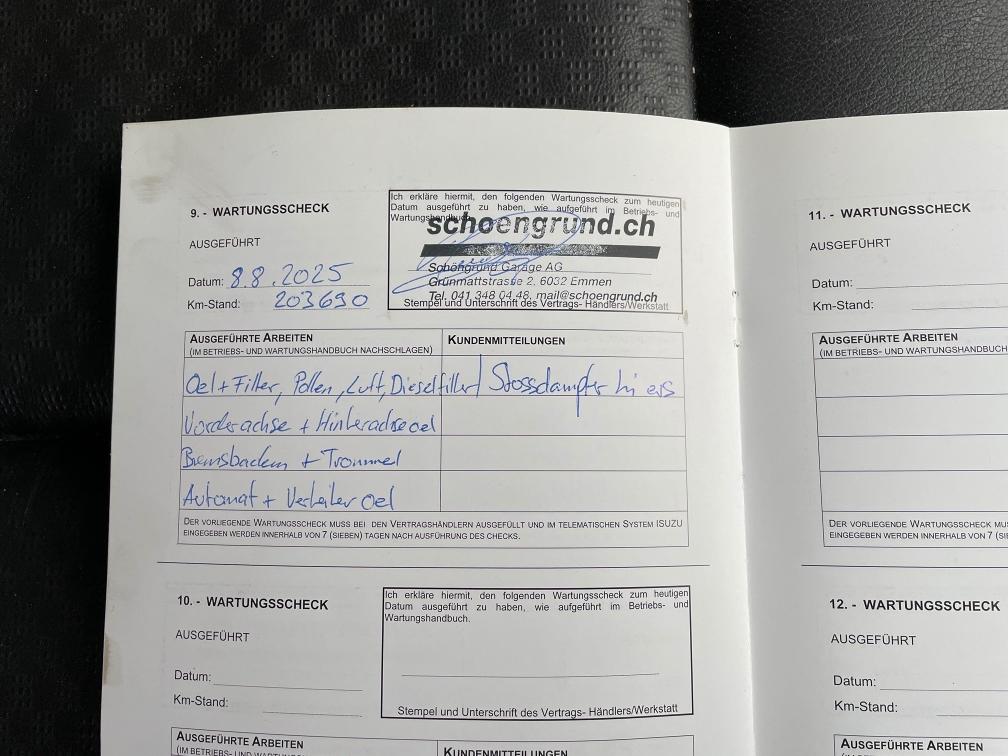 9. - WARTUNGSSCHECK
AUSGEFÜHRT
Datum: 8.8.2025
Km-Stand: 203690
Ich erkläre hiermit, den folgenden Wartungsscheck zum heutigen
Datum ausgeführt zu haben, wie aufgeführt im Betriebs- und
Wartungshandbuch.
schoengrund.ch
Schöngrund Garage AG
Grünmattstrasse 2, 6032 Emmen
Tel. 041 348 04 48, mail@schoengrund.ch
Stempel und Unterschrift des Vertrags- Händlers/Werkstatt
AUSGEFÜHRTE ARBEITEN
(IM BETRIEBS- UND WARTUNGSHANDBUCH NACHSCHLAGEN)
KUNDENMITTEILUNGEN
Oel + Filter, Pollen, Luft, Dieselfilter
Stossdämpfer
Vorderachse + Hinterachseoel
Bremsbacken + Trommel
Automat + Verteiler oel
DER VORLIEGENDE WARTUNGSSCHECK MUSS BEI DEN VERTRAGSHÄNDLERN AUSGEFÜLLT UND IM TELEMATISCHEN SYSTEM ISUZU
EINGEGEBEN WERDEN INNERHALB VON 7 (SIEBEN) TAGEN NACH AUSFÜHRUNG DES CHECKS.
10. - WARTUNGSSCHECK
AUSGEFÜHRT
Datum:
Km-Stand:
Ich erkläre hiermit, den folgenden Wartungsscheck zum heutigen
Datum ausgeführt zu haben, wie aufgeführt im Betriebs- und
Wartungshandbuch.
Stempel und Unterschrift des Vertrags- Händlers/Werkstatt
AUSGEFÜHRTE ARBEITEN
KUNDENMITTEILUNGEN
11. - WARTUNGSSCHECK
AUSGEFÜHRT
Datum:
Km-Stand:
AUSGEFÜHRTE ARBEITEN
(IM BETRIEBS- UND WARTUNGSHANDBUCH
DER VORLIEGENDE WARTUNGSSCHECK
EINGEGEBEN WERDEN INNERHALB VON 7
12. - WARTUNGSSCHECK
AUSGEFÜHRT
Datum:
Km-Stand:
AUSGEFÜHRTE ARBEITEN